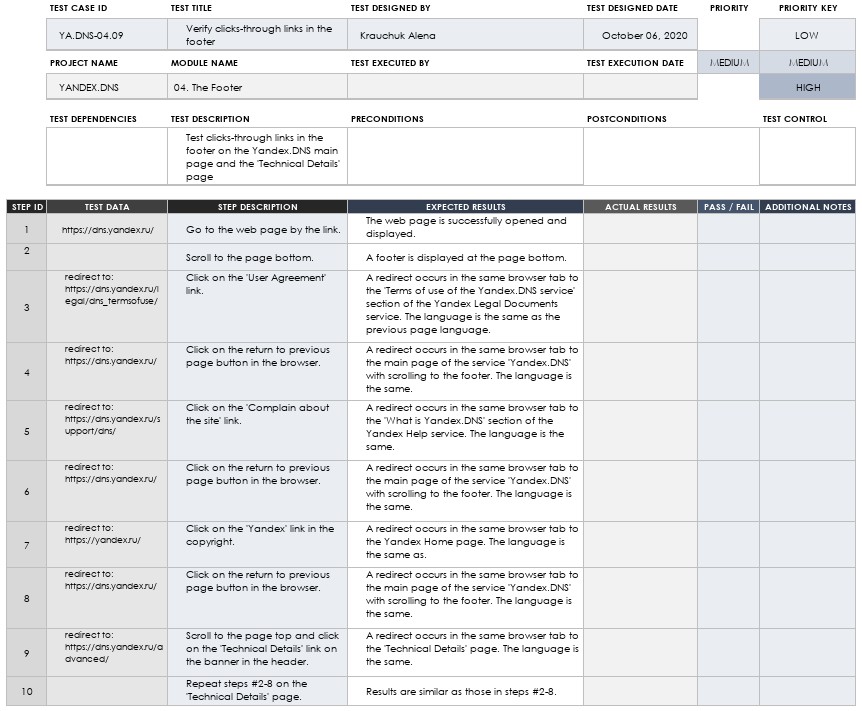 TEST CASE ID TEST TITLE TEST DESIGNED BY TEST DESIGNED DATE PRIORITY PRIORITY KEY
YA.DNS-04.09 Verify clicks-through links in the Krauchuk Alena October 06, 2020 LOW
footer
PROJECT NAME MODULE NAME TEST EXECUTED BY TEST EXECUTION DATE MEDIUM MEDIUM
YANDEX.DNS 04. The Footer HIGH
TEST DEPENDENCIES TEST DESCRIPTION PRECONDITIONS POSTCONDITIONS TEST CONTROL
Test clicks-through links in the
footer on the Yandex.DNS main
page and the 'Technical Details'
page
STEP ID TEST DATA STEP DESCRIPTION EXPECTED RESULTS ACTUAL RESULTS PASS / FAIL ADDITIONAL NOTES
1 https://dns.yandex.ru/ Go to the web page by the link. The web page is successfully opened and
displayed.
2 Scroll to the page bottom. A footer is displayed at the page bottom.
3
redirect to:
https://dns.yandex.ru/l
egal/dns_termsofuse/
Click on the 'User Agreement'
link.
A redirect occurs in the same browser tab to
the 'Terms of use of the Yandex.DNS service'
section of the Yandex Legal Documents
service. The language is the same as the
previous page language.
4
redirect to:
https://dns.yandex.ru/
Click on the return to previous
page button in the browser.
A redirect occurs in the same browser tab to
the main page of the service 'Yandex.DNS'
with scrolling to the footer. The language is
the same.
5
redirect to:
https://dns.yandex.ru/s
upport/dns/
Click on the 'Complain about
the site' link.
A redirect occurs in the same browser tab to
the 'What is Yandex.DNS' section of the
Yandex Help service. The language is the
same.
6
redirect to:
https://dns.yandex.ru/
Click on the return to previous
page button in the browser.
A redirect occurs in the same browser tab to
the main page of the service 'Yandex.DNS'
with scrolling to the footer. The language is
the same.
7
redirect to:
https://yandex.ru/
Click on the 'Yandex' link in the
copyright.
A redirect occurs in the same browser tab to
the Yandex Home page. The language is
the same as.
8
redirect to:
https://dns.yandex.ru/
Click on the return to previous
page button in the browser.
A redirect occurs in the same browser tab to
the main page of the service 'Yandex.DNS'
with scrolling to the footer. The language is
the same.
9
redirect to:
https://dns.yandex.ru/a
dvanced/
Scroll to the page top and click
on the 'Technical Details' link on
the banner in the header.
A redirect occurs in the same browser tab to
the 'Technical Details' page. The language is
the same.
10
Repeat steps #2-8 on the
'Technical Details' page.
Results are similar as those in steps #2-8.